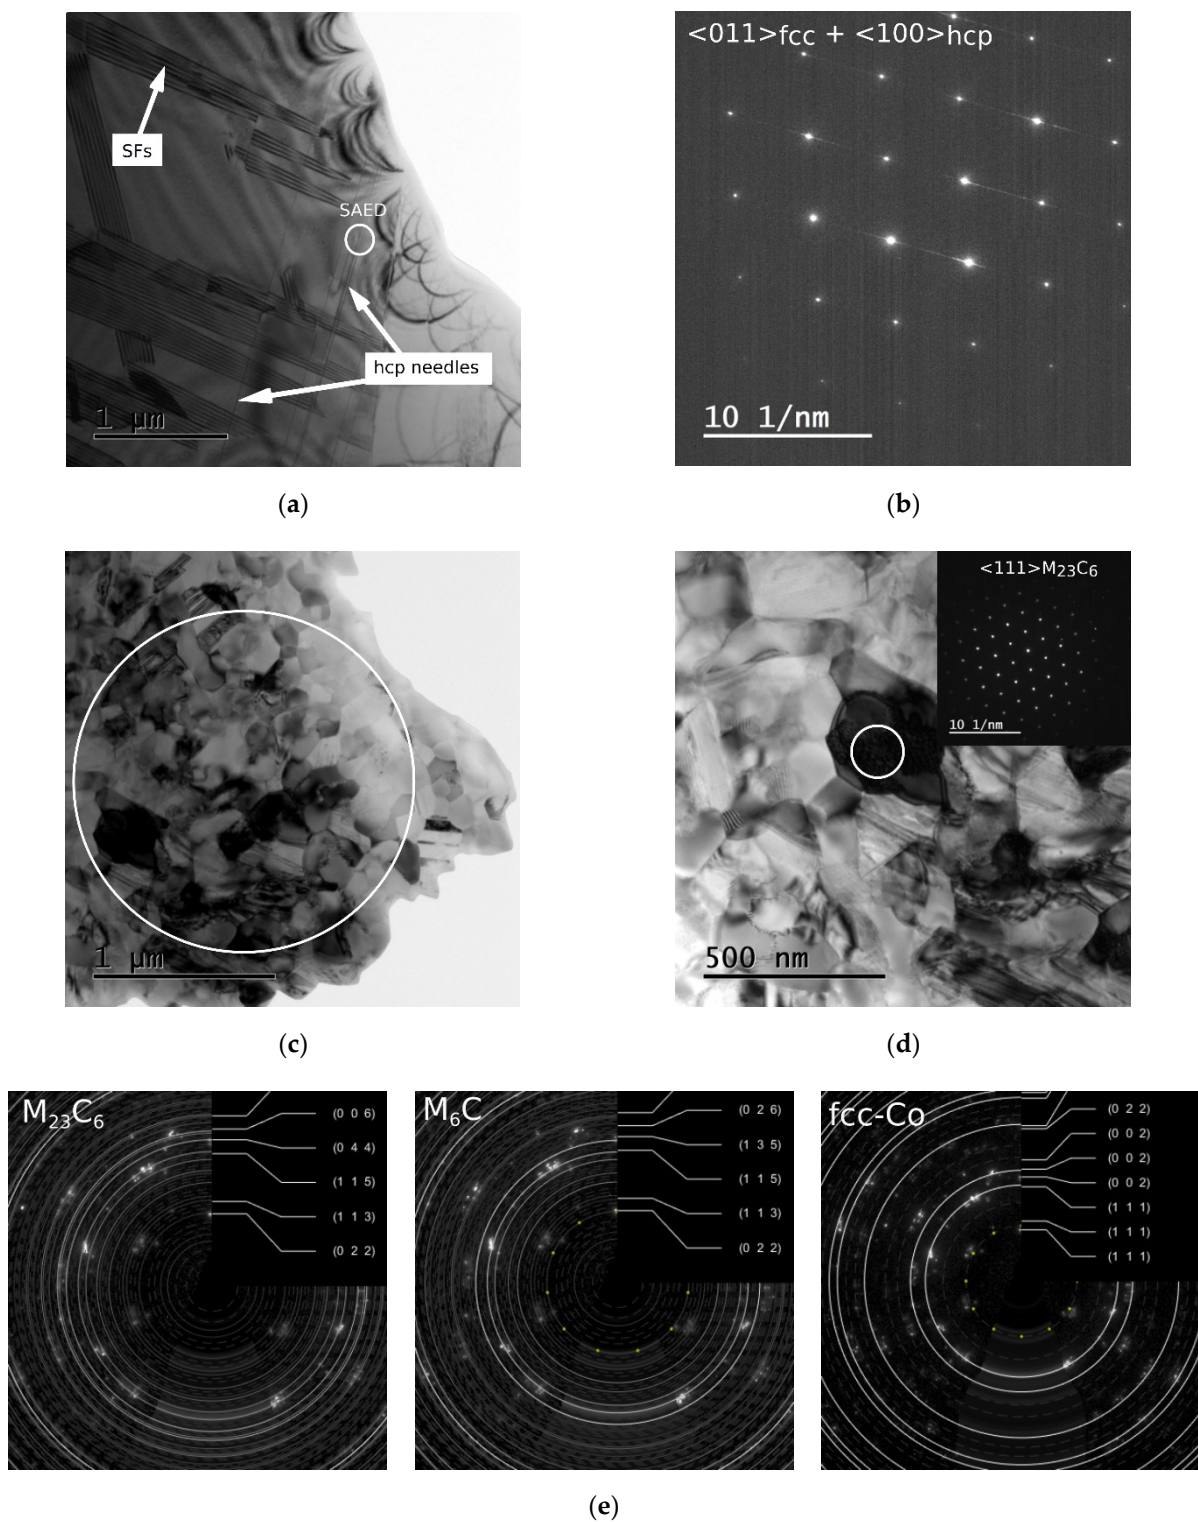 SFs
SAED
hcp needles
1 µm
<011>fcc + <100>hcp
10 1/nm
(a)
(b)
1 µm
<111>M23C6
10 1/nm
500 nm
(c)
(d)
M23C6
(0 0 6)
(0 4 4)
(1 1 5)
(1 1 3)
(0 2 2)
M6C
(0 2 6)
(1 3 5)
(1 1 5)
(1 1 3)
(0 2 2)
fcc-Co
(0 2 2)
(0 0 2)
(0 0 2)
(0 0 2)
(1 1 1)
(1 1 1)
(1 1 1)
(e)